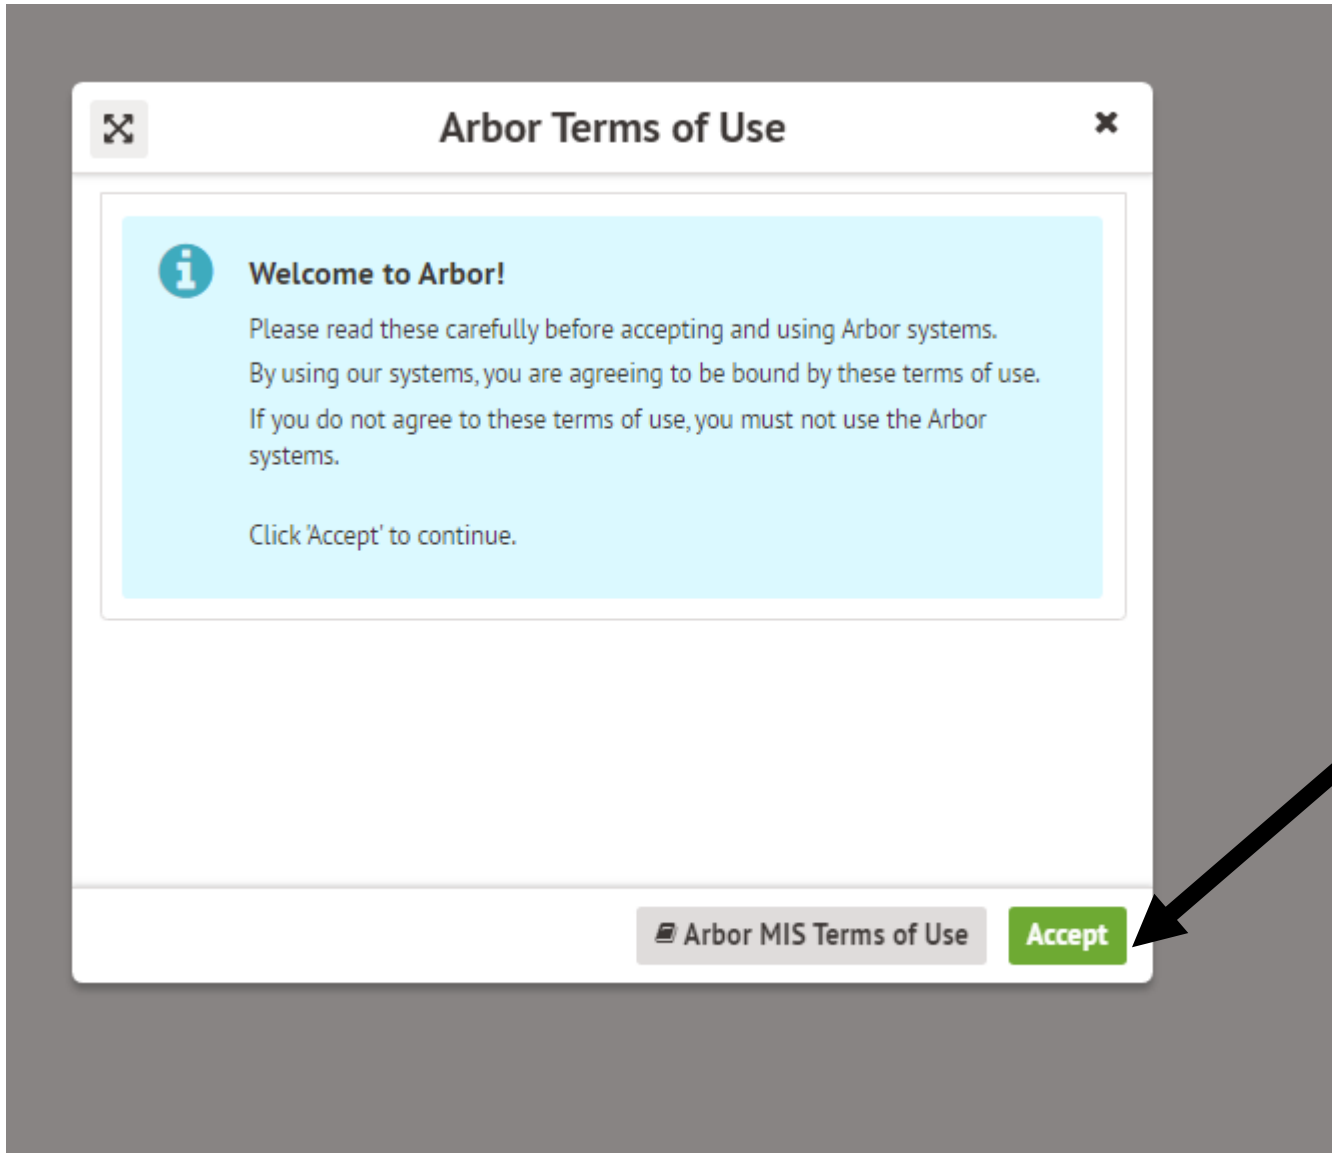 Arbor Terms of Use
Welcome to Arbor!
Please read these carefully before accepting and using Arbor systems.
By using our systems, you are agreeing to be bound by these terms of use.
If you do not agree to these terms of use, you must not use the Arbor
systems.
Click 'Accept' to continue.
Arbor MIS Terms of Use
Accept